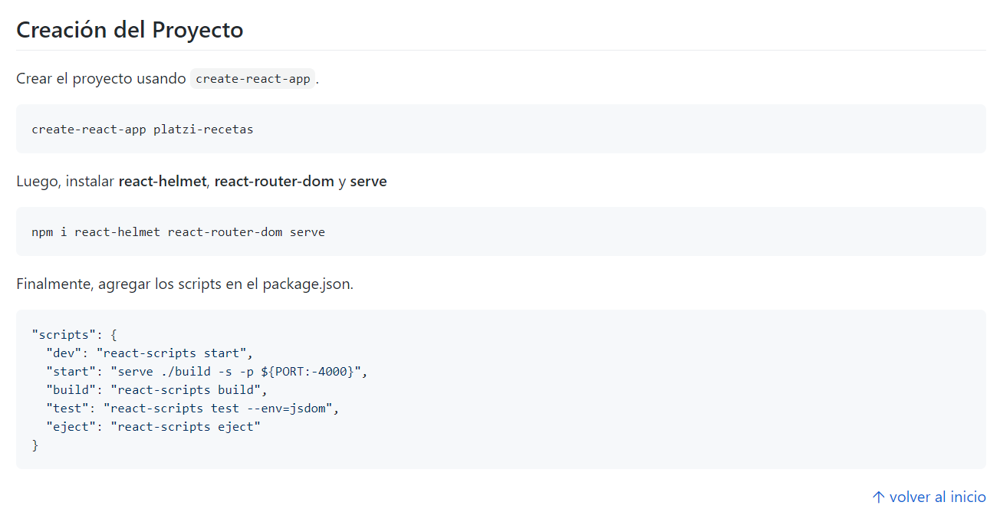 Creación del Proyecto
Crear el proyecto usando create-react-app.
create-react-app platzi-recetas
Luego, instalar react-helmet, react-router-dom y serve
npm i react-helmet react-router-dom serve
Finalmente, agregar los scripts en el package.json.
"scripts": {
  "dev": "react-scripts start",
  "start": "serve ./build -s -p ${PORT:-4000}",
  "build": "react-scripts build",
  "test": "react-scripts test --env=jsdom",
  "eject": "react-scripts eject"
}
↑ volver al inicio